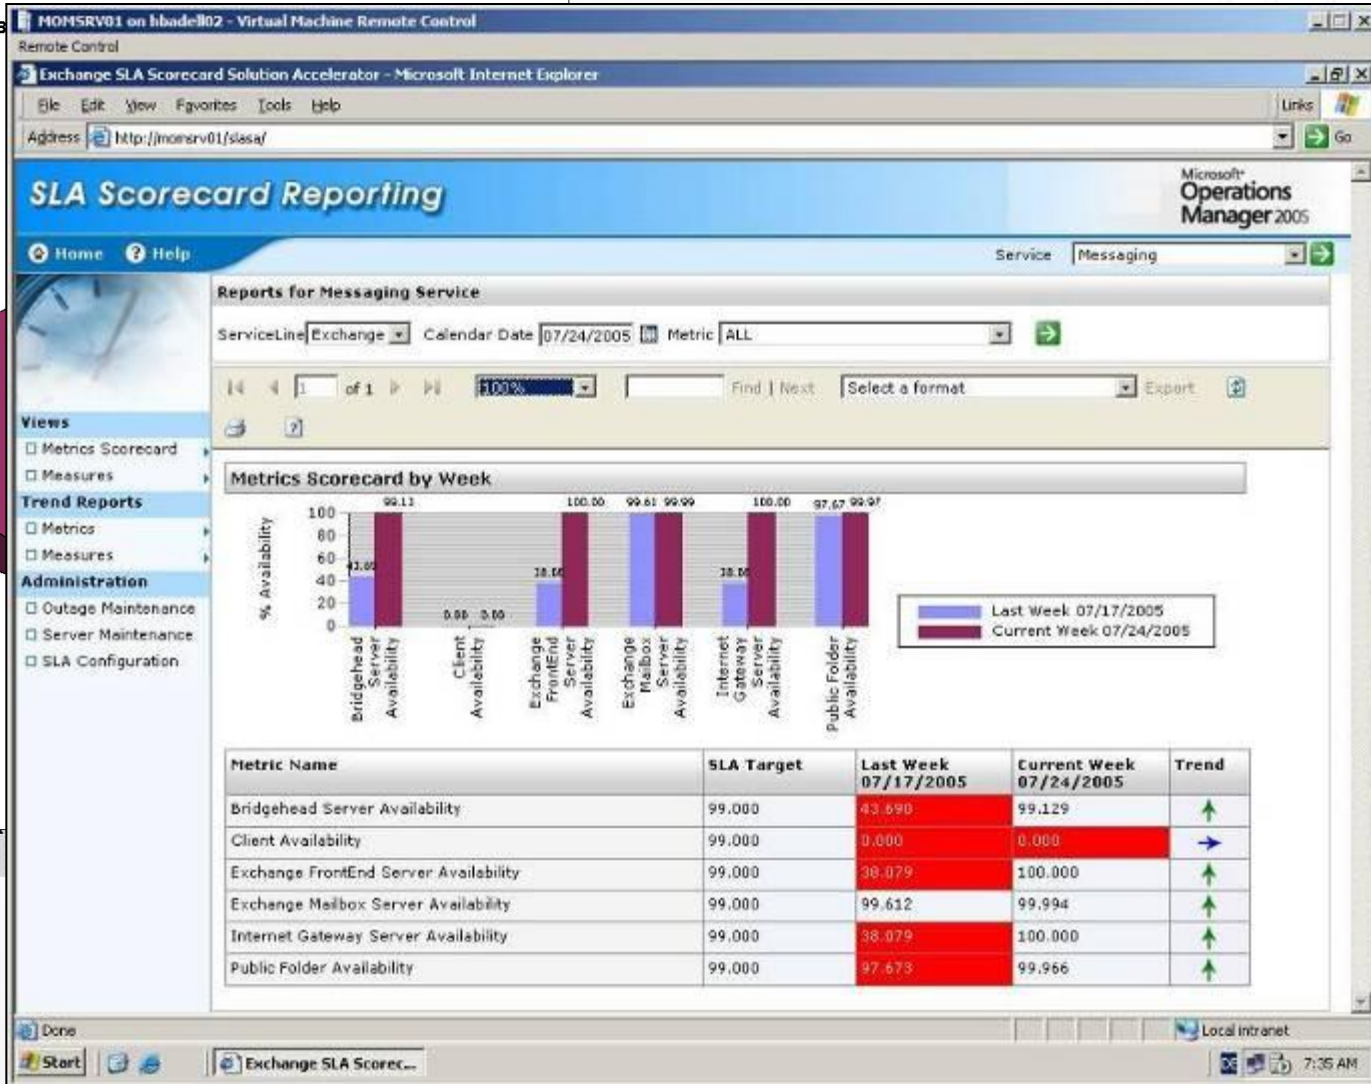 MOMSRV01 on hbadell02 - Virtual Machine Remote Control
Remote Control
Exchange SLA Scorecard Solution Accelerator - Microsoft Internet Explorer
File Edit View Favorites Tools Help
Links
Address http://momsrv01/slasa/
Go
SLA Scorecard Reporting
Microsoft
Operations
Manager 2005
Home ? Help
Service Messaging
Reports for Messaging Service
ServiceLine Exchange Calendar Date 07/24/2005 Metric ALL
1 of 1 100% Find | Next Select a format Export
Views
Metrics Scorecard
Measures
Trend Reports
Metrics
Measures
Administration
Outage Maintenance
Server Maintenance
SLA Configuration
Metrics Scorecard by Week
% Availability
100
80
60
40
20
0
99.13
0.00 0.00
100.00
99.61 99.99
100.00
97.67 99.97
Bridgehead Server Availability
Client Availability
Exchange FrontEnd Server Availability
Exchange Mailbox Server Availability
Internet Gateway Server Availability
Public Folder Availability
Last Week 07/17/2005
Current Week 07/24/2005
Metric Name SLA Target Last Week 07/17/2005 Current Week 07/24/2005 Trend
Bridgehead Server Availability 99.000 43.690 99.129
Client Availability 99.000 0.000 0.000
Exchange FrontEnd Server Availability 99.000 38.079 100.000
Exchange Mailbox Server Availability 99.000 99.612 99.994
Internet Gateway Server Availability 99.000 38.079 100.000
Public Folder Availability 99.000 97.673 99.966
Done
Local intranet
Start
Exchange SLA Scorec...
DE
7:35 AM